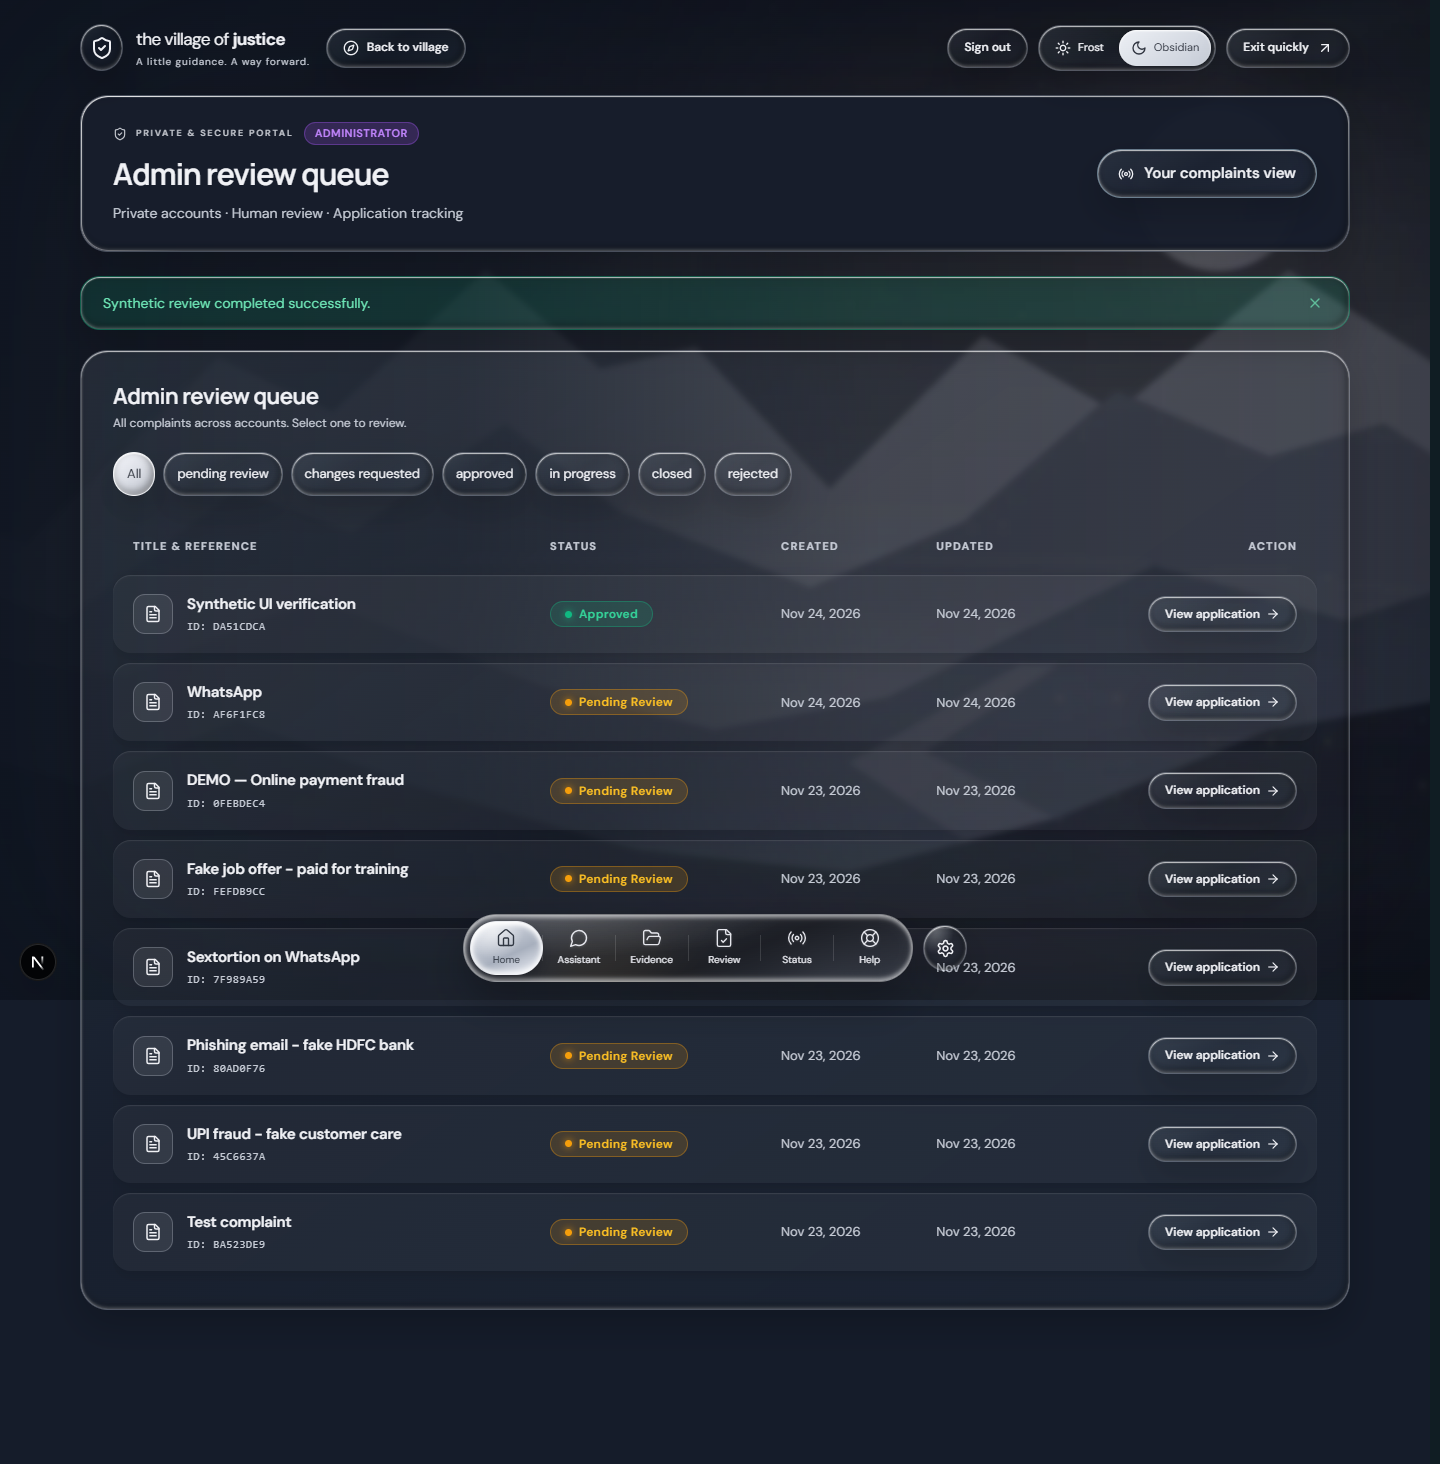 the village of justice
A little guidance. A way forward.
Back to village
Sign out
Frost
Obsidian
Exit quickly
PRIVATE & SECURE PORTAL
ADMINISTRATOR
Admin review queue
Private accounts · Human review · Application tracking
Your complaints view
Synthetic review completed successfully.
Admin review queue
All complaints across accounts. Select one to review.
All
pending review
changes requested
approved
in progress
closed
rejected
TITLE & REFERENCE STATUS CREATED UPDATED ACTION
Synthetic UI verification
ID: DA51CDCA
Approved
Nov 24, 2026
Nov 24, 2026
View application
WhatsApp
ID: AF6F1FC8
Pending Review
Nov 24, 2026
Nov 24, 2026
View application
DEMO — Online payment fraud
ID: 0FEBDEC4
Pending Review
Nov 23, 2026
Nov 23, 2026
View application
Fake job offer - paid for training
ID: FEFDB9CC
Pending Review
Nov 23, 2026
Nov 23, 2026
View application
Sextortion on WhatsApp
ID: 7F989A59
Nov 23, 2026
View application
Home
Assistant
Evidence
Review
Status
Help
N
Phishing email - fake HDFC bank
ID: 80AD0F76
Pending Review
Nov 23, 2026
Nov 23, 2026
View application
UPI fraud - fake customer care
ID: 45C6637A
Pending Review
Nov 23, 2026
Nov 23, 2026
View application
Test complaint
ID: BA523DE9
Pending Review
Nov 23, 2026
Nov 23, 2026
View application